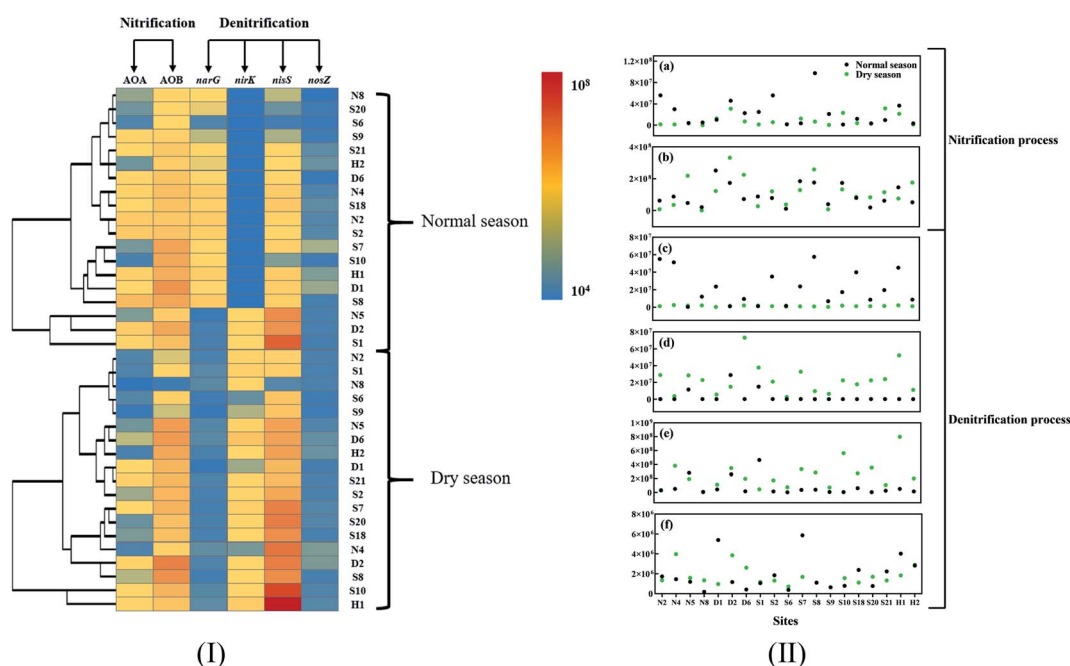 Nitrification Denitrification
AOA AOB narG nirK nisS nosZ
N8
S20
S6
S9
S21
H2
D6
N4
S18
N2
S2
S7
S10
H1
D1
S8
N5
D2
S1
N2
S1
N8
S6
S9
N5
D6
H2
D1
S21
S2
S7
S20
S18
N4
D2
S8
S10
H1
Normal season
Dry season
10⁸
10⁴
(I)
(a)
Normal season
Dry season
1.2×10⁸
8×10⁷
4×10⁷
0
(b)
4×10⁸
2×10⁸
0
(c)
8×10⁷
6×10⁷
4×10⁷
2×10⁷
0
(d)
8×10⁷
6×10⁷
4×10⁷
2×10⁷
0
(e)
1×10⁹
8×10⁸
6×10⁸
4×10⁸
2×10⁸
0
(f)
8×10⁶
6×10⁶
4×10⁶
2×10⁶
0
N2 N4 N5 N8 D1 D2 D6 S1 S2 S6 S7 S8 S9 S10 S18 S20 S21 H1 H2
Sites
Nitrification process
Denitrification process
(II)